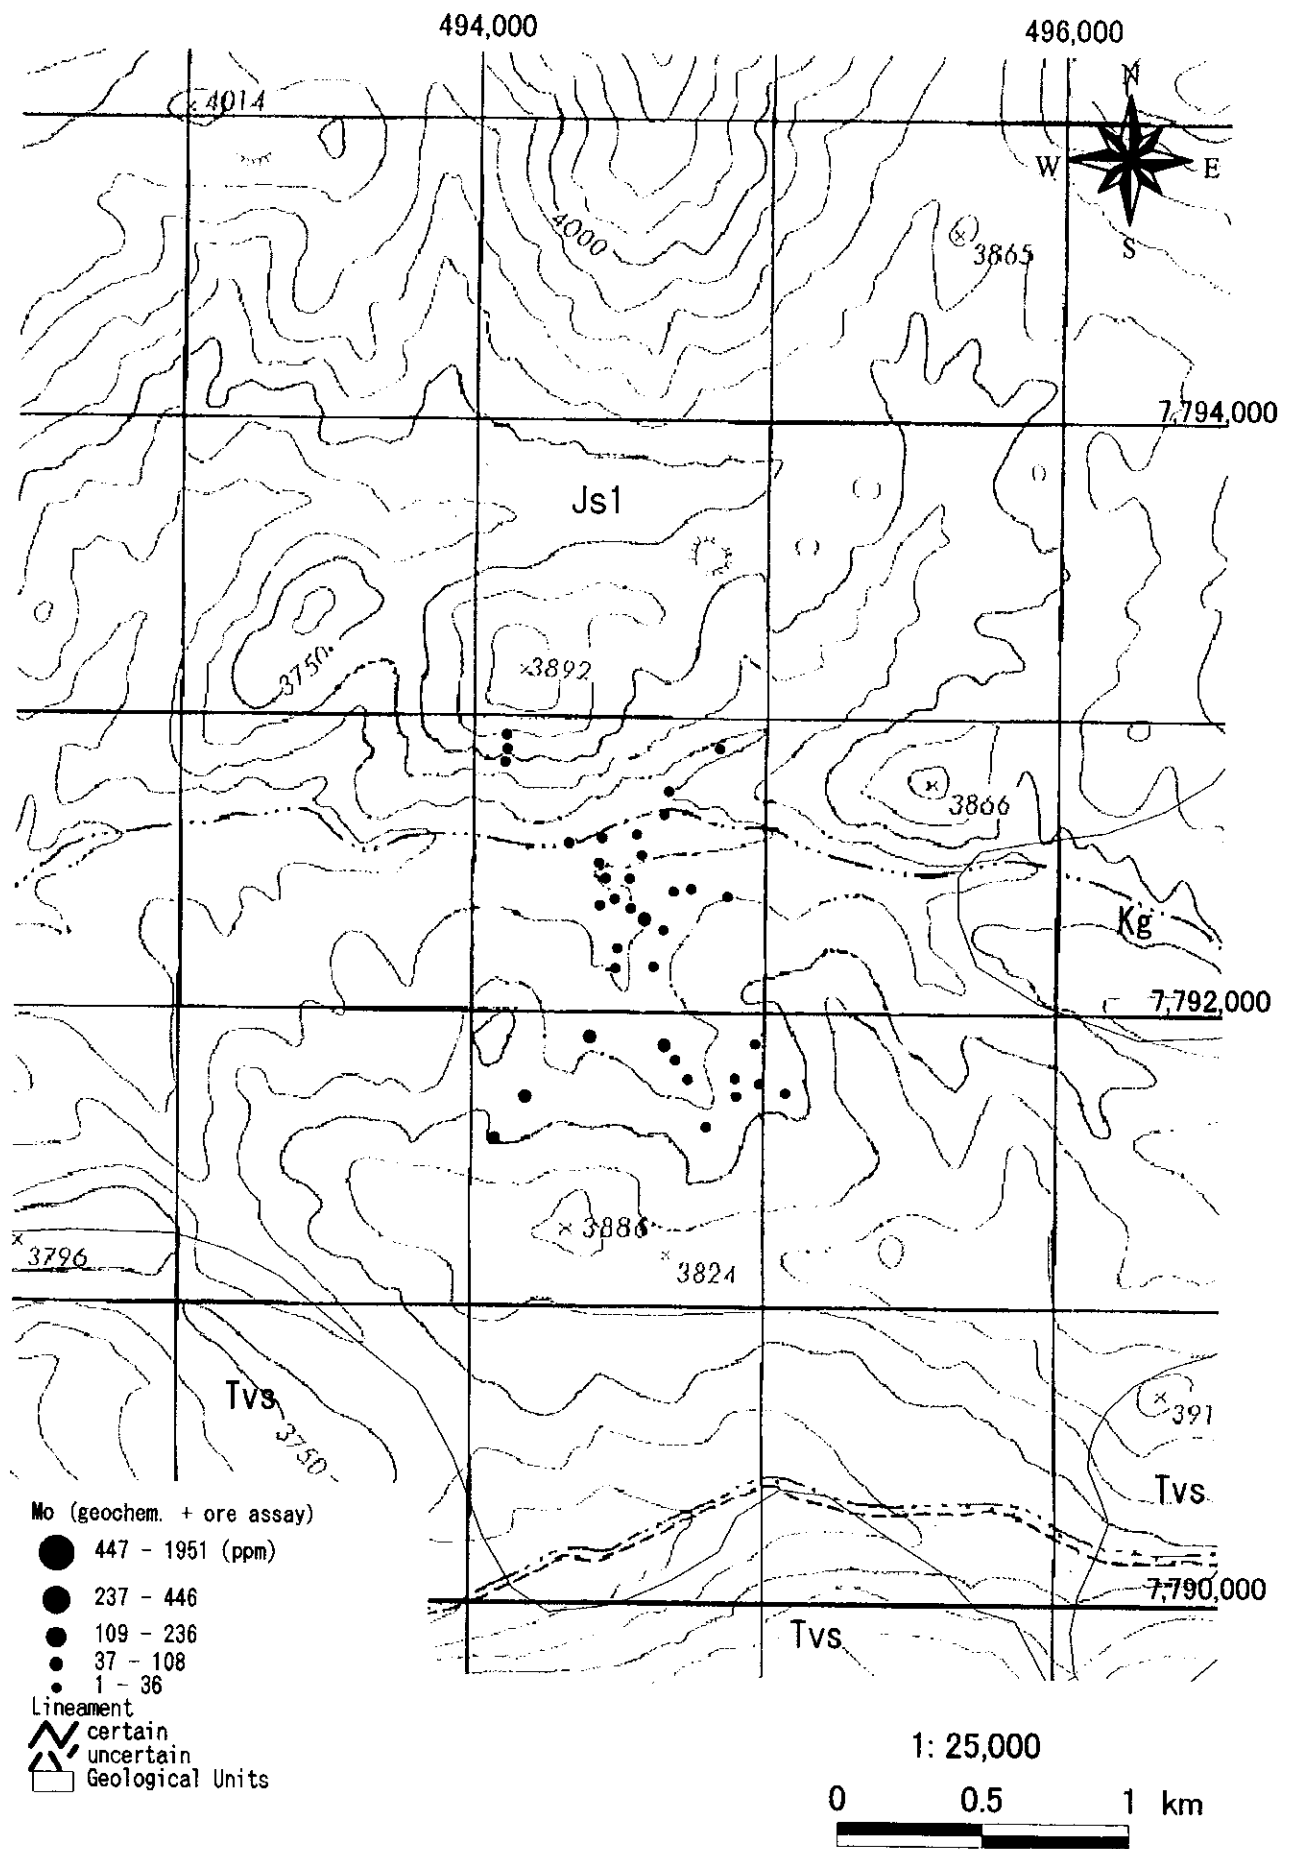 494,000
496,000
N
W
E
S
4014
4000
3865
7,794,000
Js1
3750
3892
3866
Kg
7,792,000
3886
3796
3824
Tvs
391
3750
Tvs
Mo (geochem. + ore assay)
447 - 1951 (ppm)
237 - 446
109 - 236
37 - 108
1 - 36
7,790,000
Tvs
Lineament
certain
uncertain
Geological Units
1: 25,000
0 0.5 1 km